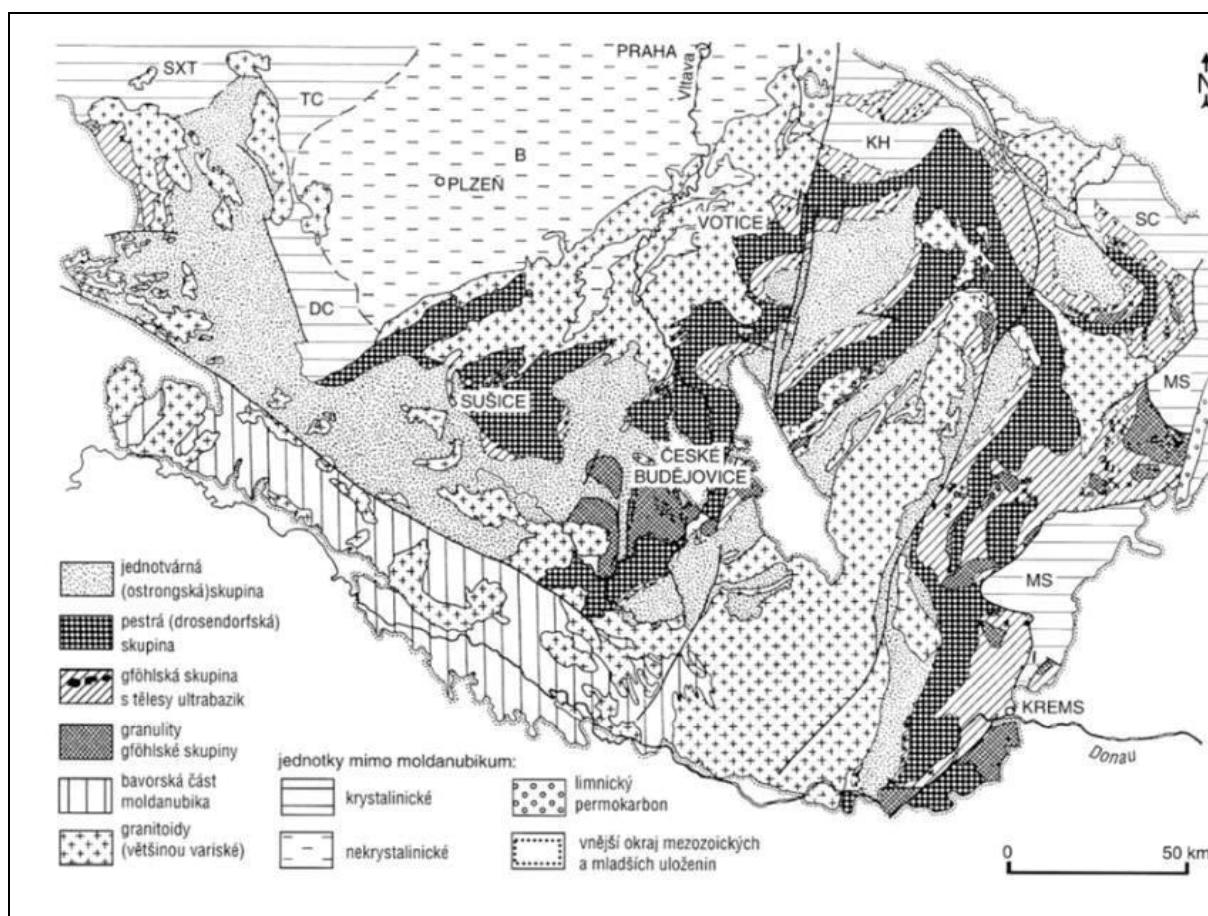 PRAHA
SXT
Vltava
N
TC
KH
B
PLZEŇ
SC
VOTICE
DC
MS
SUŠICE
ČESKÉ
BUDĚJOVICE
MS
KREMS
Donau
jednotvárná
(ostrongská)skupina
pestrá (drosendorfská)
skupina
gföhlská skupina
s tělesy ultrabazik
granulity
gföhlské skupiny
bavorská část
moldanubika
granitoidy
(většinou variské)
jednotky mimo moldanubikum:
krystalinické
nekrystalinické
limnický
permokarbon
vnější okraj mezozoických
a mladších uloženin
0 50 km